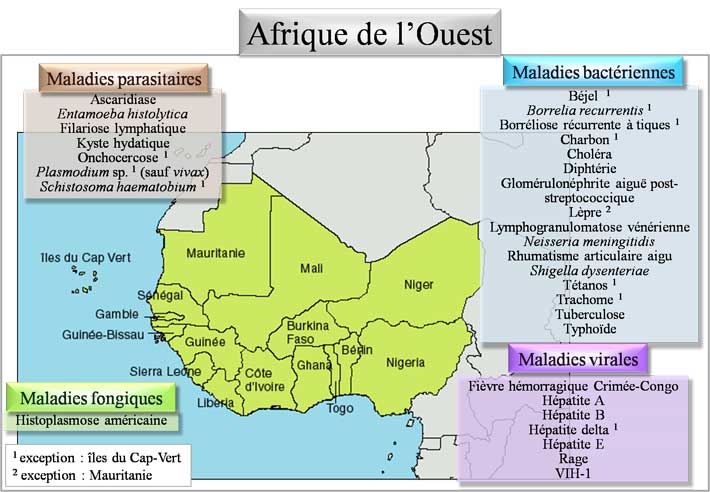 Afrique de l'Ouest
Maladies parasitaires
Ascaridiase
Entamoeba histolytica
Filariose lymphatique
Kyste hydatique
Onchocercose ¹
Plasmodium sp. ¹ (sauf vivax)
Schistosoma haematobium ¹
Maladies bactériennes
Béjel ¹
Borrelia recurrentis ¹
Borréliose récurrente à tiques ¹
Charbon ¹
Choléra
Diphtérie
Glomérulonéphrite aiguë post-
streptococcique
Lèpre ²
Lymphogranulomatose vénérienne
Neisseria meningitidis
Rhumatisme articulaire aigu
Shigella dysenteriae
Tétanos ¹
Trachome ¹
Tuberculose
Typhoïde
Mauritanie
îles du Cap Vert
Mali
Niger
Sénégal
Gambie
Guinée-Bissau
Guinée
Burkina
Faso
Bénin
Nigeria
Ghana
Sierra Leone
Côte
d'Ivoire
Liberia
Togo
Maladies virales
Fièvre hémorragique Crimée-Congo
Hépatite A
Hépatite B
Hépatite delta ¹
Hépatite E
Rage
VIH-1
Maladies fongiques
Histoplasmose américaine
¹ exception : îles du Cap-Vert
² exception : Mauritanie